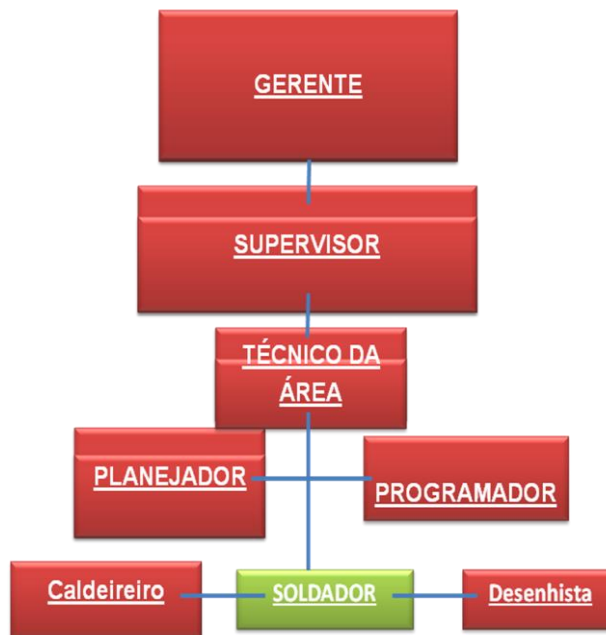 GERENTE
SUPERVISOR
TÉCNICO DA
ÁREA
PLANEJADOR
PROGRAMADOR
Caldeireiro
SOLDADOR
Desenhista